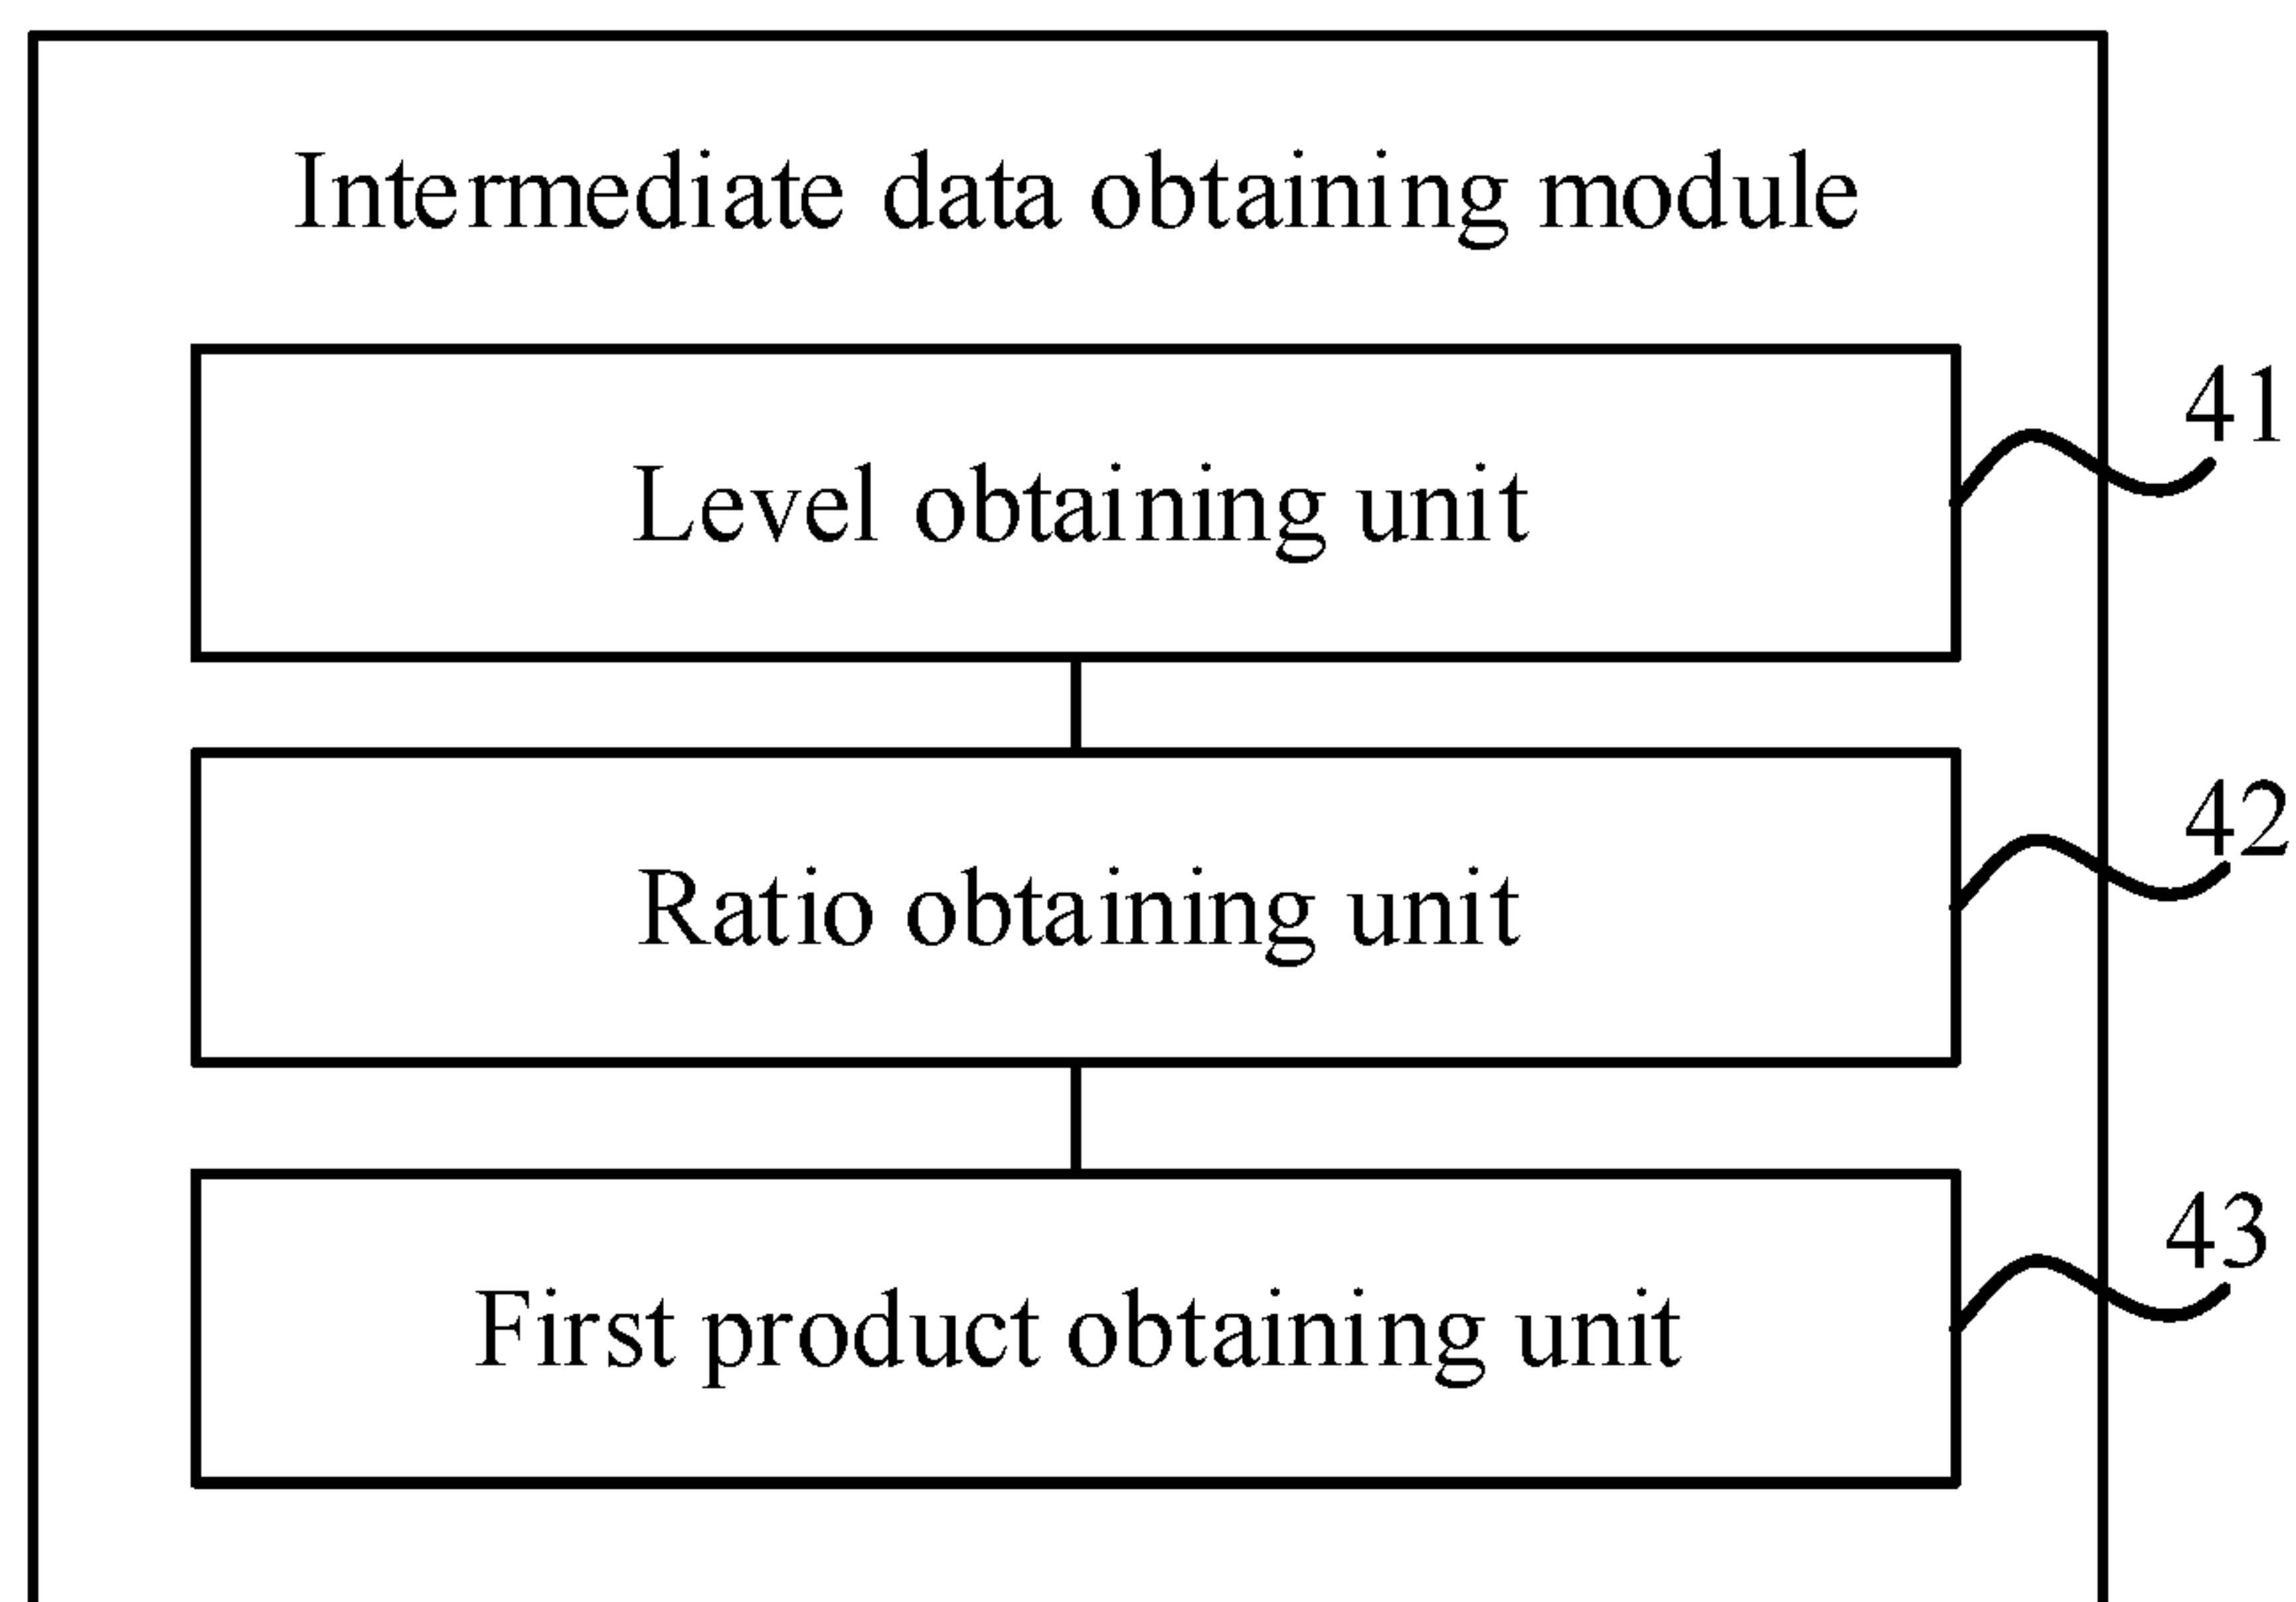 Intermediate data obtaining module
41
Level obtaining unit
42
Ratio obtaining unit
43
First product obtaining unit